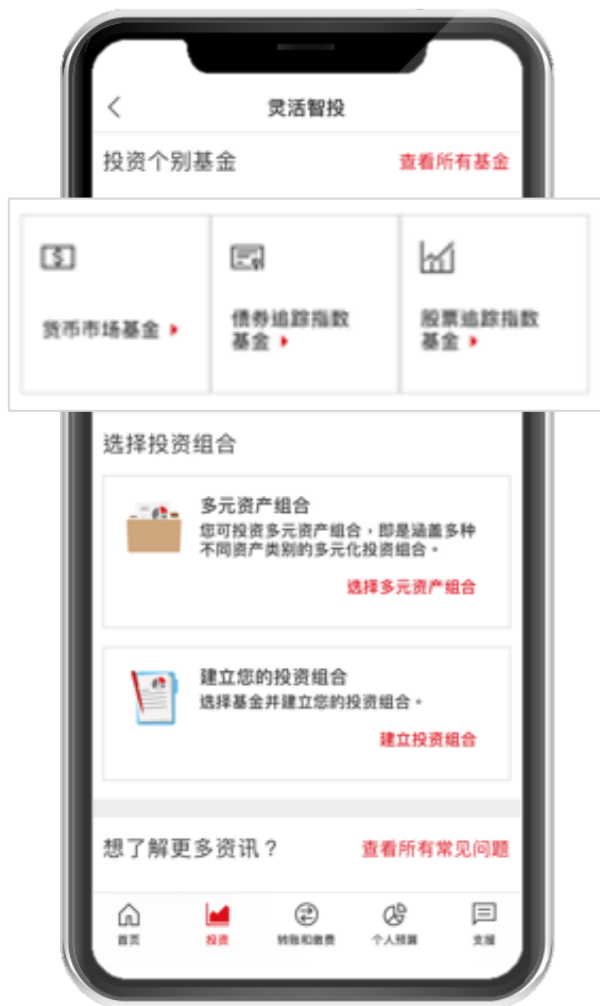 灵活智投
投资个别基金
查看所有基金
货币市场基金
债券追踪指数
基金
股票追踪指数
基金
选择投资组合
多元资产组合
您可投资多元资产组合，即是涵盖多种
不同资产类别的多元化投资组合。
选择多元资产组合
建立您的投资组合
选择基金并建立您的投资组合。
建立投资组合
想了解更多资讯？
查看所有常见问题
首页
投资
转账和缴费
个人预算
支援